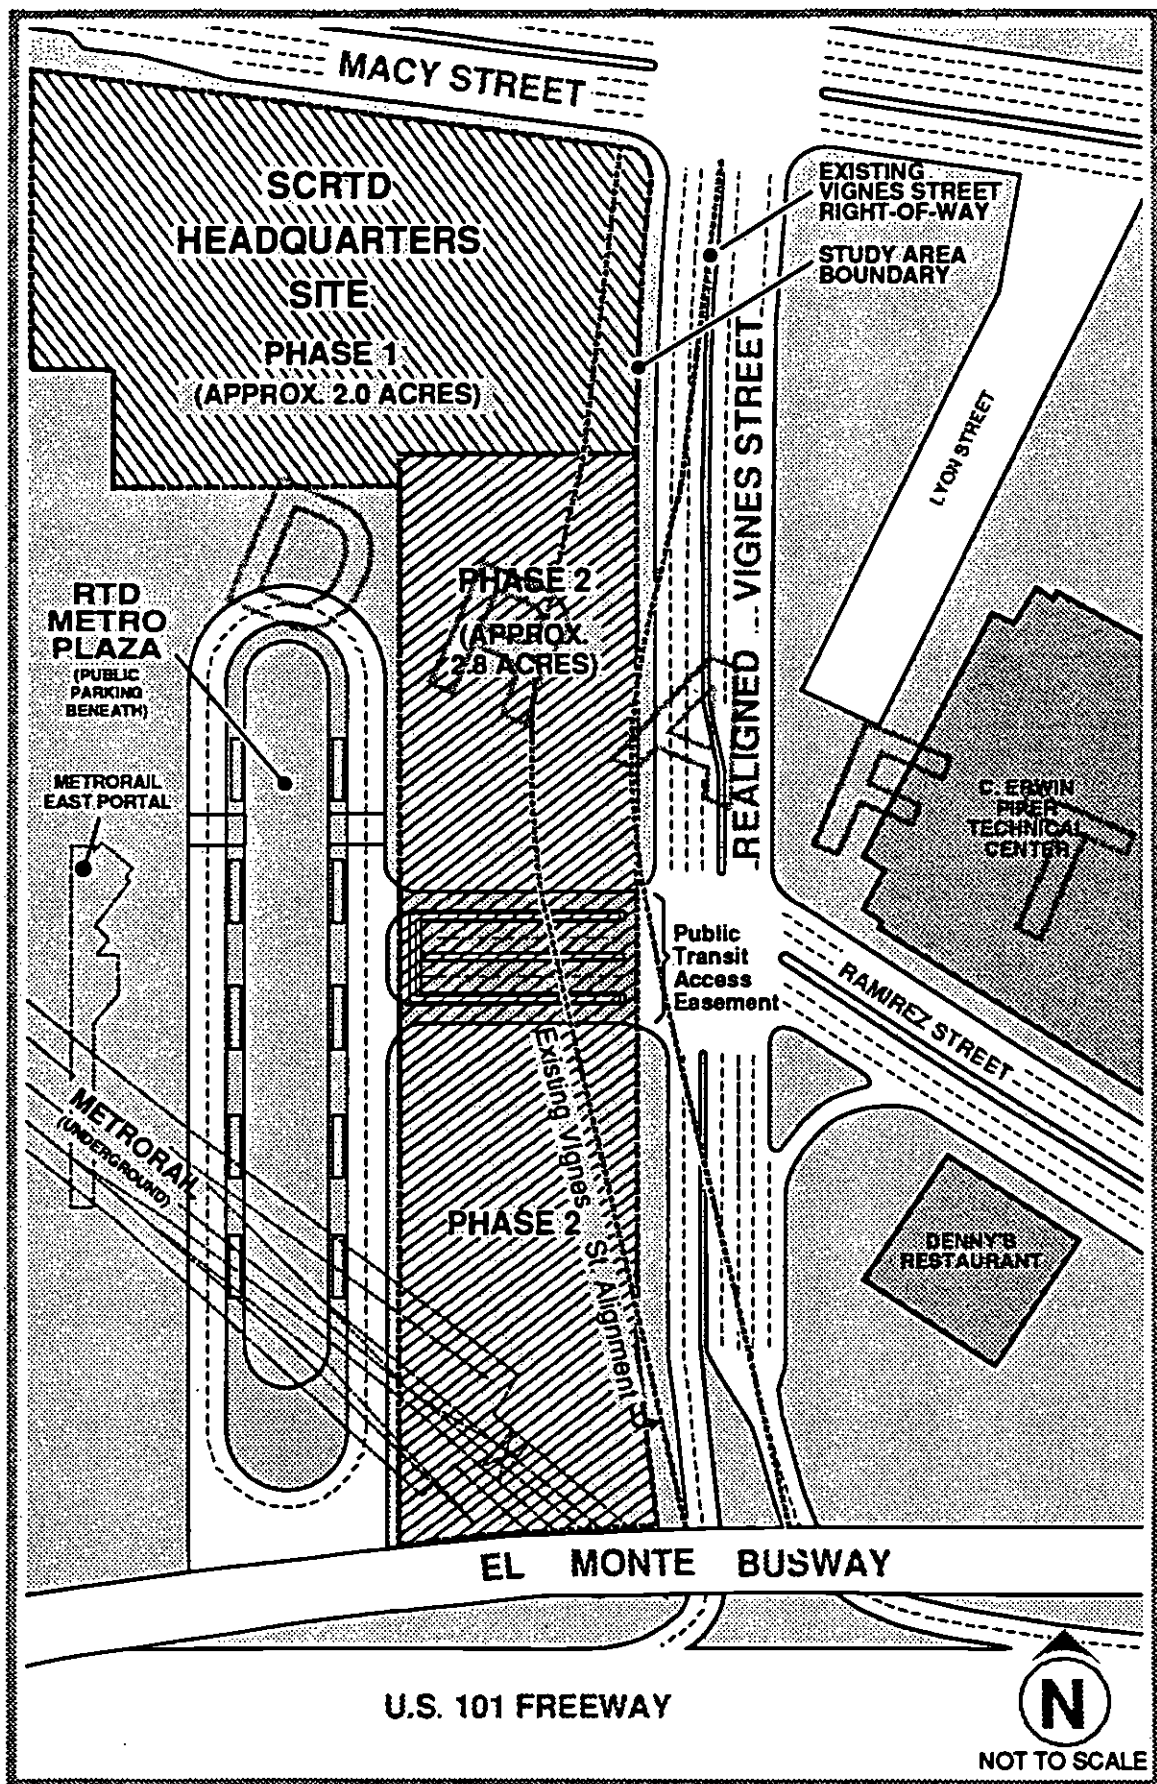 MACY STREET
SCRTD
HEADQUARTERS
SITE
PHASE 1
(APPROX. 2.0 ACRES)
EXISTING
VIGNES STREET
RIGHT-OF-WAY
STUDY AREA
BOUNDARY
REALIGNED VIGNES STREET
LYON STREET
PHASE 2
(APPROX.
2.8 ACRES)
RTD
METRO
PLAZA
(PUBLIC
PARKING
BENEATH)
METRORAIL
EAST PORTAL
C. ERWIN
PIPER
TECHNICAL
CENTER
Public
Transit
Access
Easement
RAMIREZ STREET
Existing Vignes St. Alignment
METRORAIL
(UNDERGROUND)
PHASE 2
DENNY'S
RESTAURANT
EL MONTE BUSWAY
U.S. 101 FREEWAY
N
NOT TO SCALE